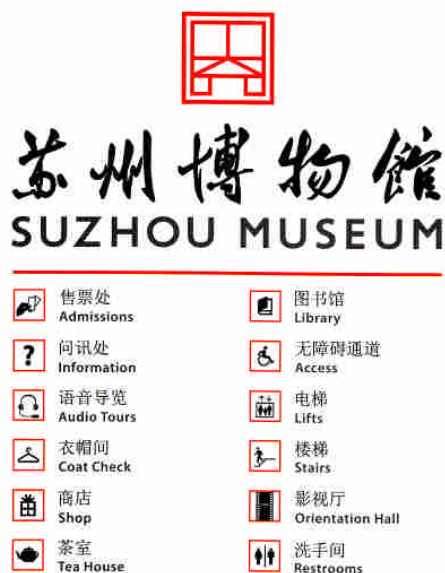 苏州博物馆
SUZHOU MUSEUM
售票处
Admissions
?
问讯处
Information
语音导览
Audio Tours
衣帽间
Coat Check
商店
Shop
茶室
Tea House
图书馆
Library
无障碍通道
Access
电梯
Lifts
楼梯
Stairs
影视厅
Orientation Hall
洗手间
Restrooms